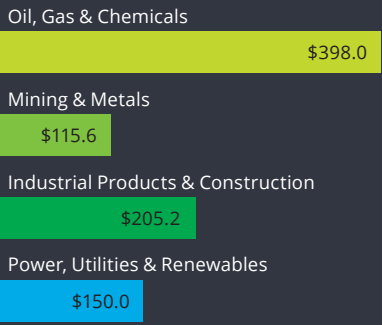 Oil, Gas & Chemicals
$398.0
Mining & Metals
$115.6
Industrial Products & Construction
$205.2
Power, Utilities & Renewables
$150.0